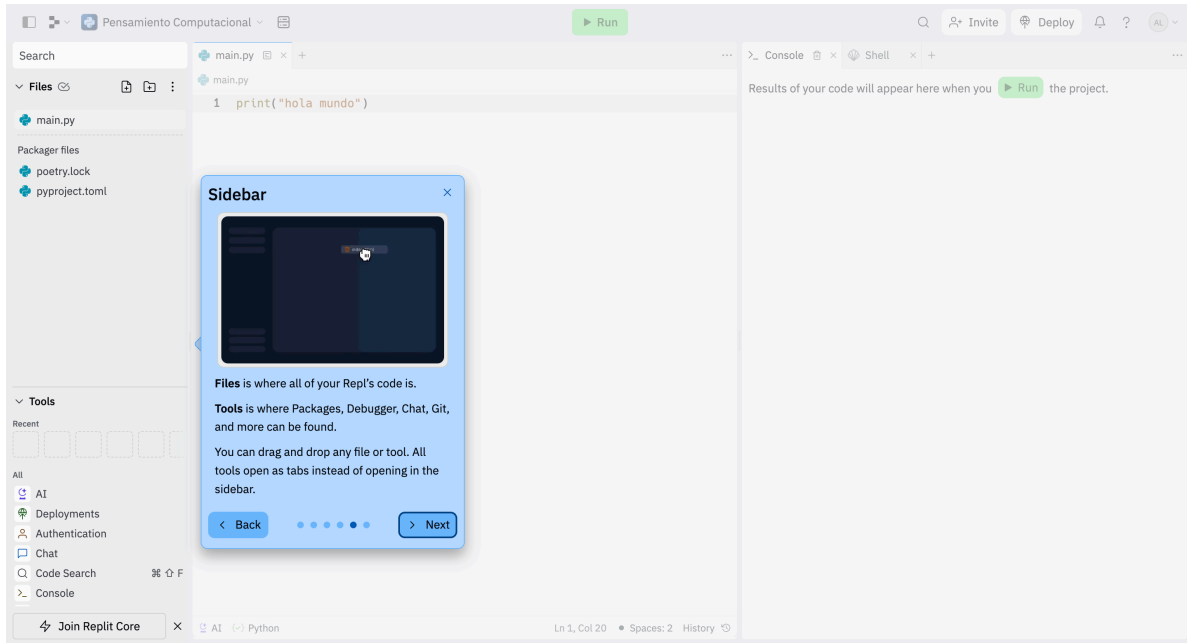 Pensamiento Computacional
Run
Invite
Deploy
?
AL
Search
Files
main.py
Packager files
poetry.lock
pyproject.toml
Tools
Recent
All
AI
Deployments
Authentication
Chat
Code Search ⌘ ⇧ F
Console
Join Replit Core
main.py
main.py
1 print("hola mundo")
Sidebar
Files is where all of your Repl's code is.
Tools is where Packages, Debugger, Chat, Git,
and more can be found.
You can drag and drop any file or tool. All
tools open as tabs instead of opening in the
sidebar.
Back
Next
AI
Python
Ln 1, Col 20
Spaces: 2
History
Console
Shell
Results of your code will appear here when you Run the project.